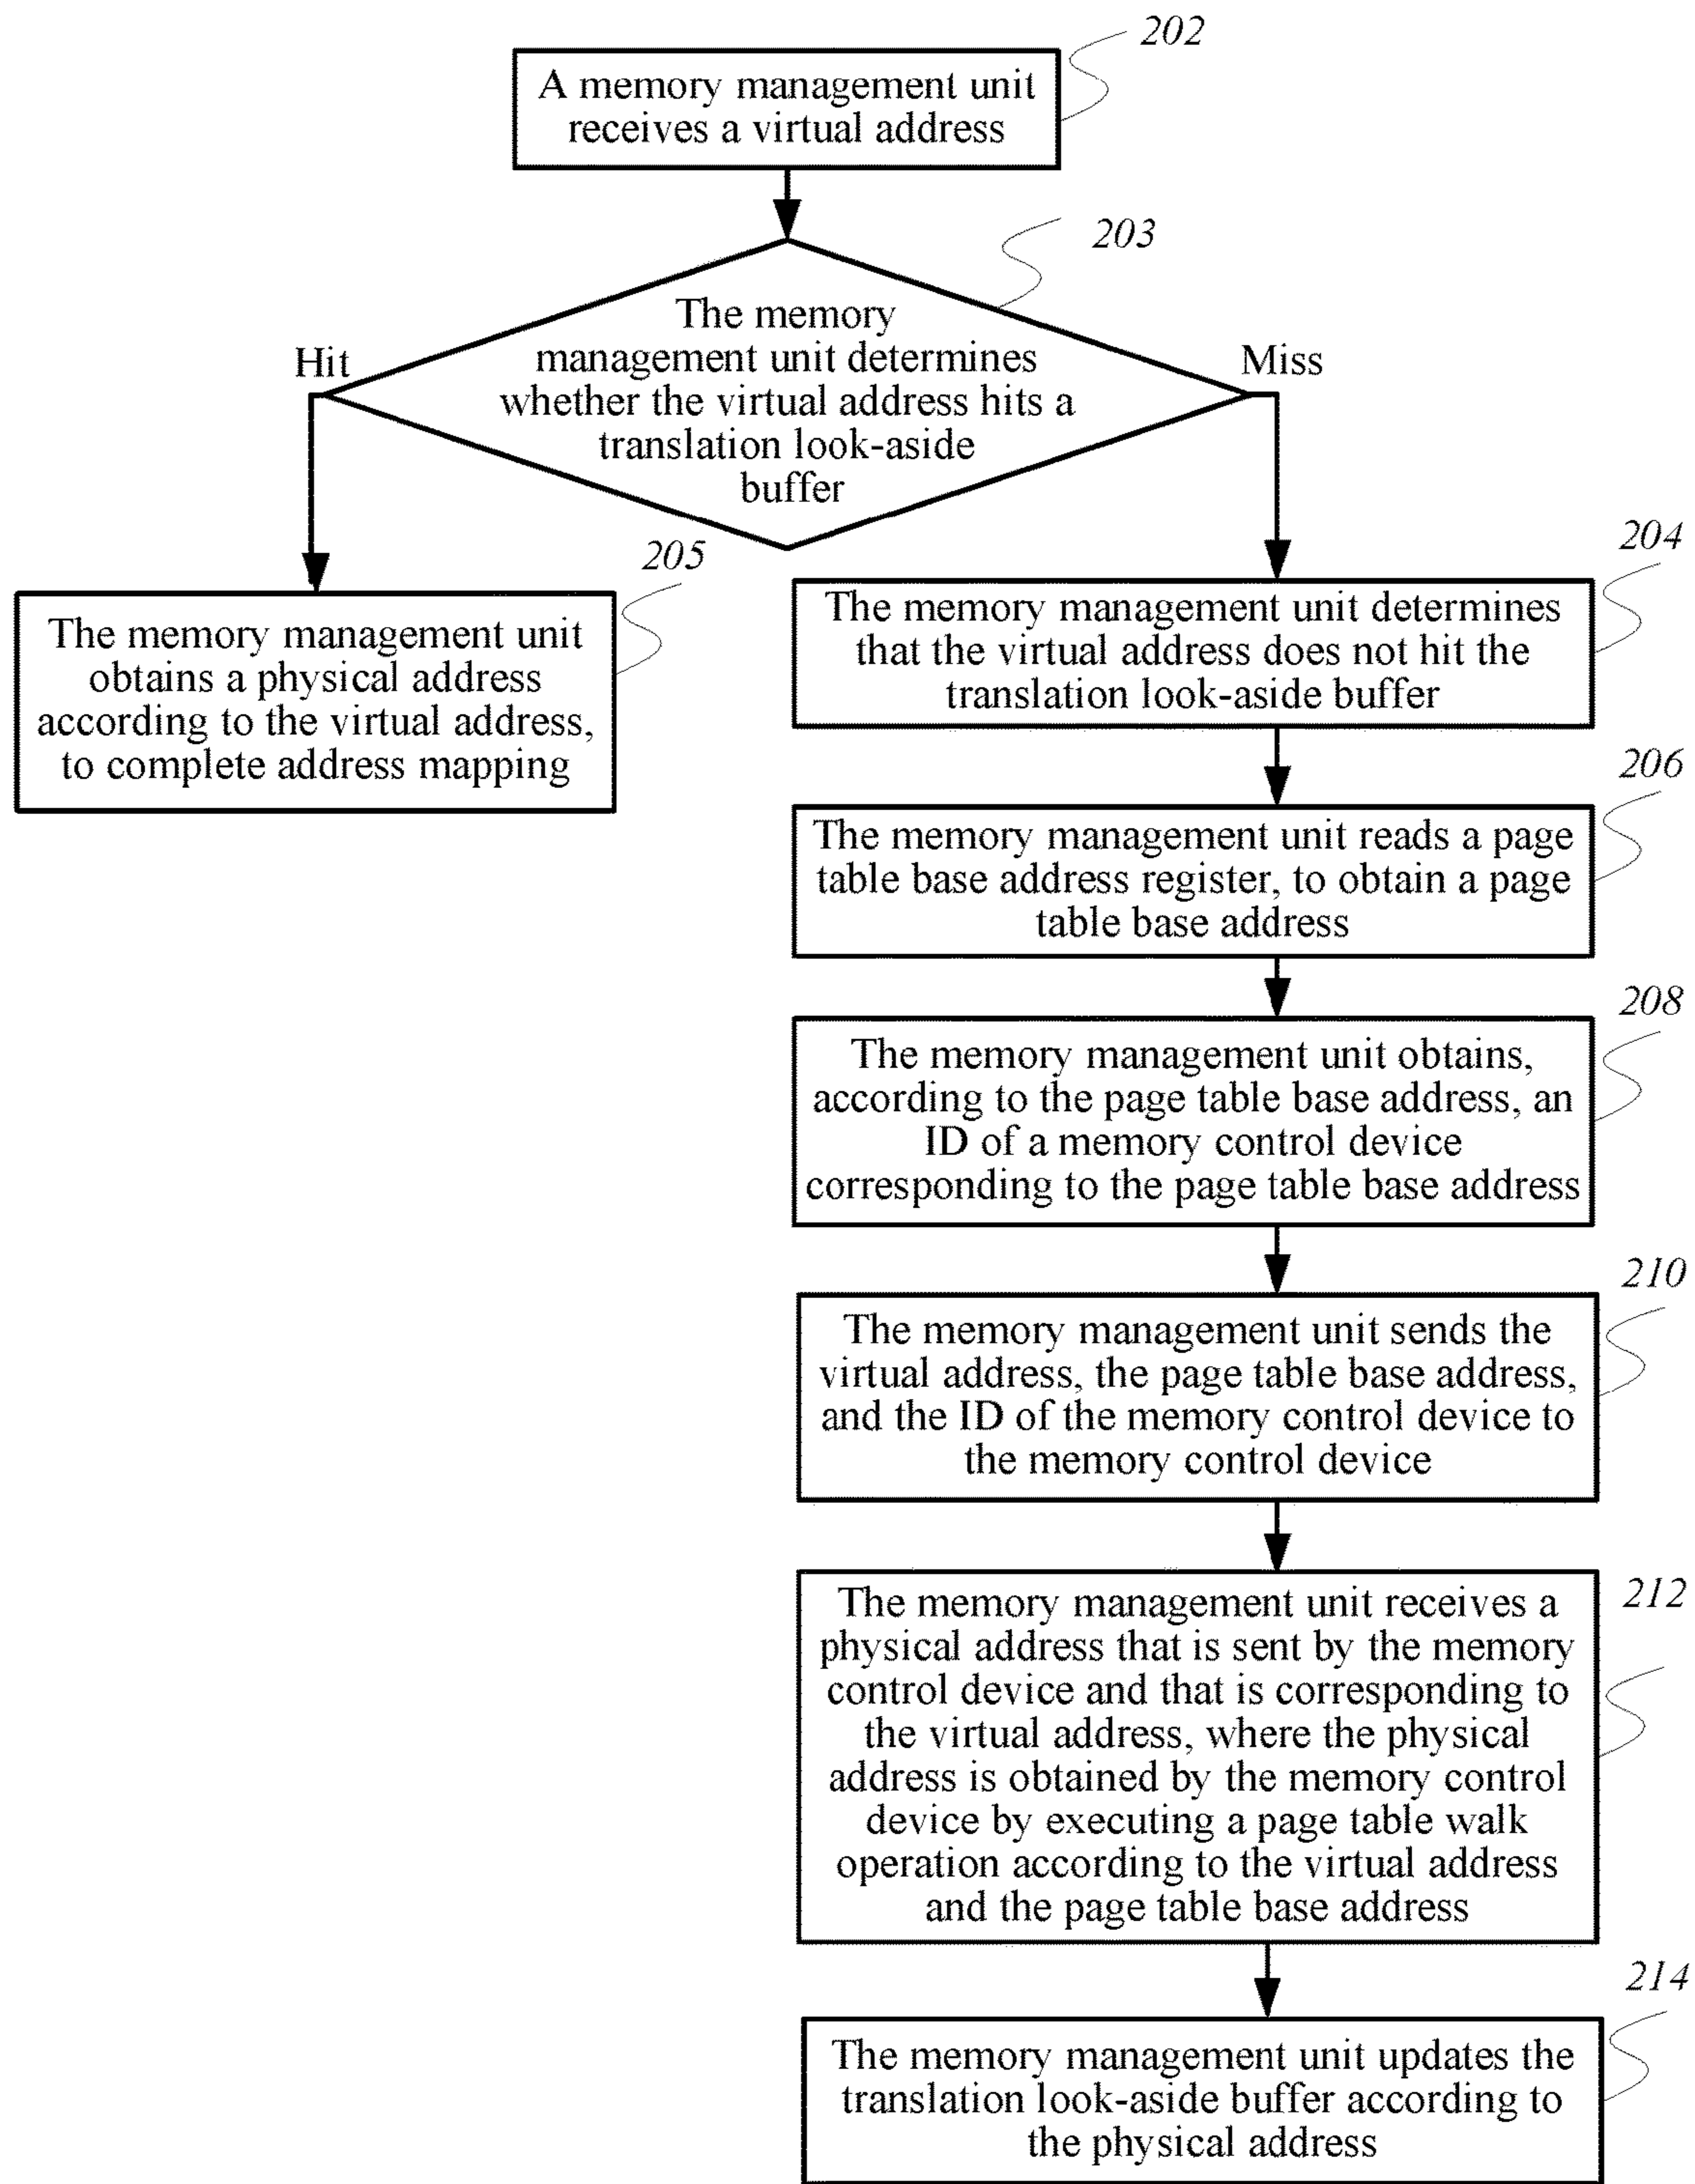 202
A memory management unit
receives a virtual address
203
The memory
management unit determines
whether the virtual address hits a
translation look-aside
buffer
Hit
Miss
205
The memory management unit
obtains a physical address
according to the virtual address,
to complete address mapping
204
The memory management unit determines
that the virtual address does not hit the
translation look-aside buffer
206
The memory management unit reads a page
table base address register, to obtain a page
table base address
208
The memory management unit obtains,
according to the page table base address, an
ID of a memory control device
corresponding to the page table base address
210
The memory management unit sends the
virtual address, the page table base address,
and the ID of the memory control device to
the memory control device
212
The memory management unit receives a
physical address that is sent by the memory
control device and that is corresponding to
the virtual address, where the physical
address is obtained by the memory control
device by executing a page table walk
operation according to the virtual address
and the page table base address
214
The memory management unit updates the
translation look-aside buffer according to
the physical address